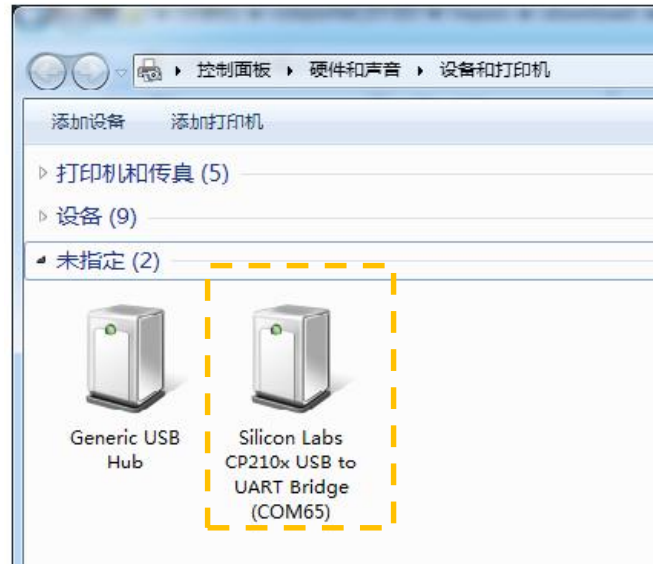 控制面板 硬件和声音 设备和打印机
添加设备 添加打印机
打印机和传真 (5)
设备 (9)
未指定 (2)
Generic USB
Hub
Silicon Labs
CP210x USB to
UART Bridge
(COM65)